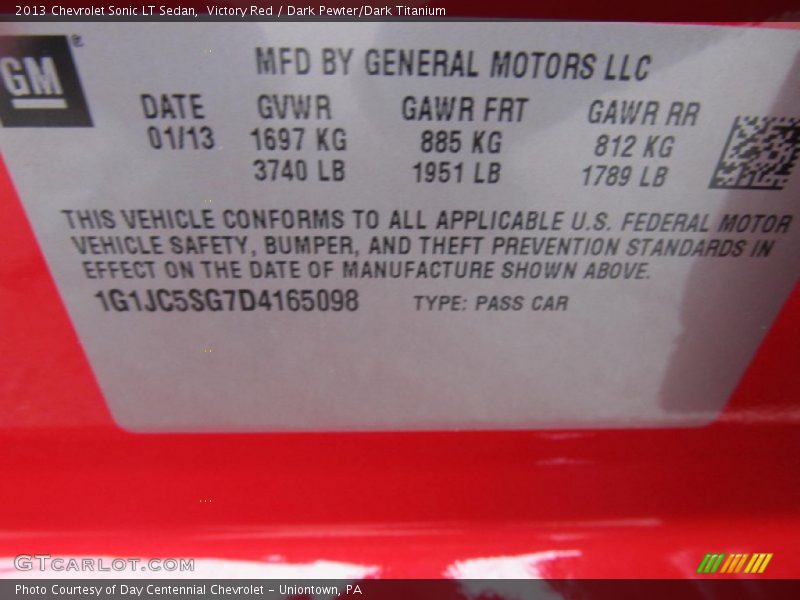 2013 Chevrolet Sonic LT Sedan,  Victory Red / Dark Pewter/Dark Titanium
GM®
MFD BY GENERAL MOTORS LLC
DATE GVWR GAWR FRT GAWR RR
01/13 1697 KG 885 KG 812 KG
3740 LB 1951 LB 1789 LB
THIS VEHICLE CONFORMS TO ALL APPLICABLE U.S. FEDERAL MOTOR
VEHICLE SAFETY, BUMPER, AND THEFT PREVENTION STANDARDS IN
EFFECT ON THE DATE OF MANUFACTURE SHOWN ABOVE.
1G1JC5SG7D4165098 TYPE: PASS CAR
GTCARLOT.COM
Photo Courtesy of Day Centennial Chevrolet – Uniontown, PA